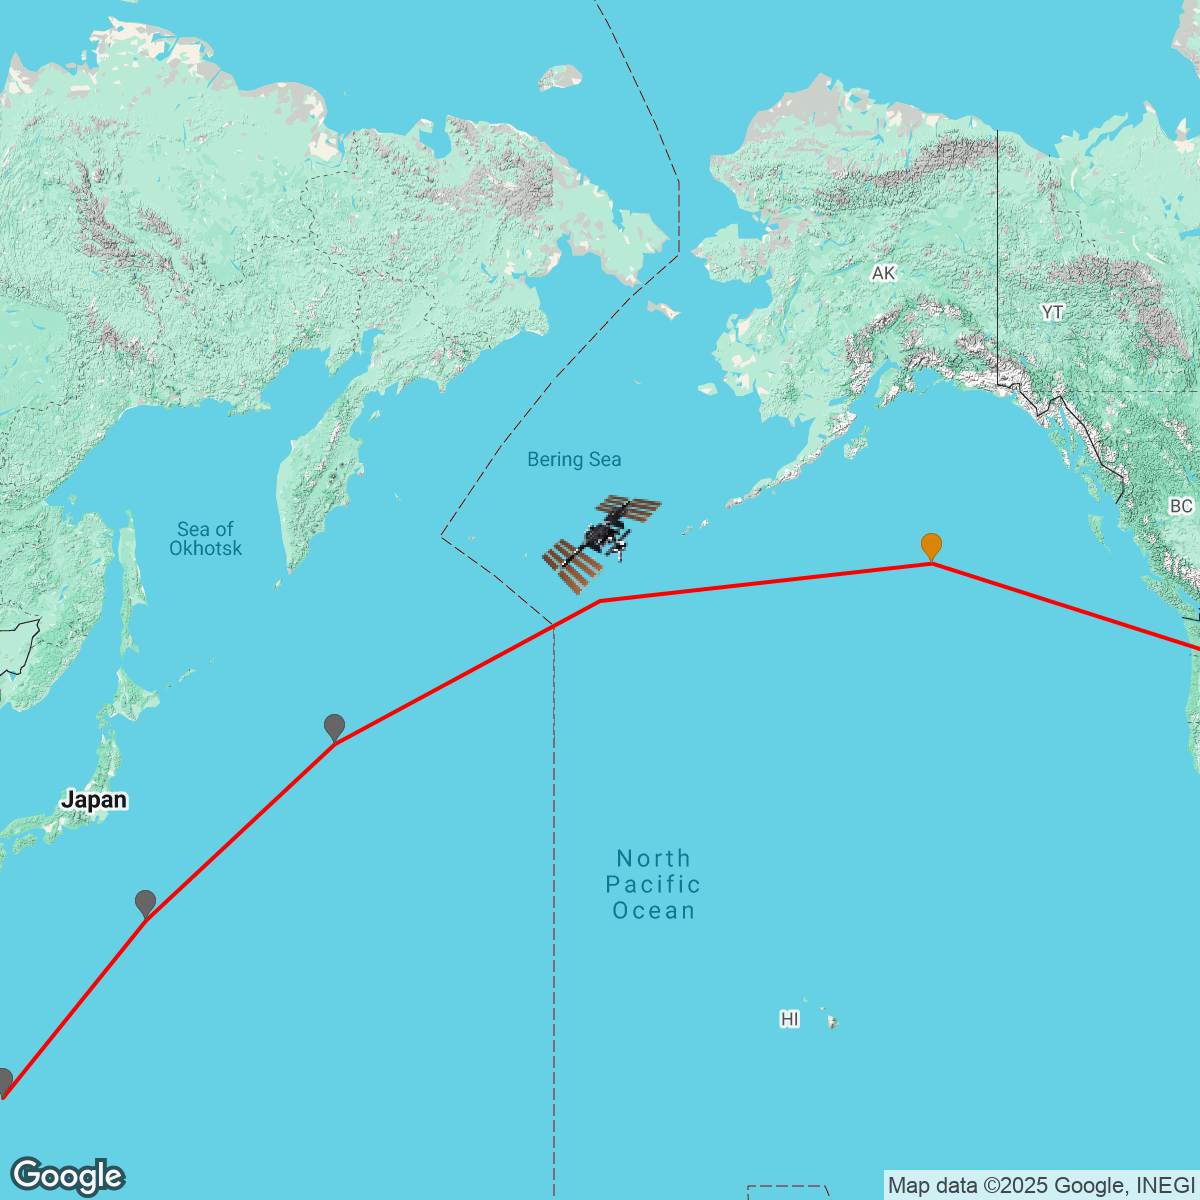 AK
YT
Bering Sea
BC
Sea of
Okhotsk
Japan
North
Pacific
Ocean
HI
Google
Map data ©2025 Google, INEGI